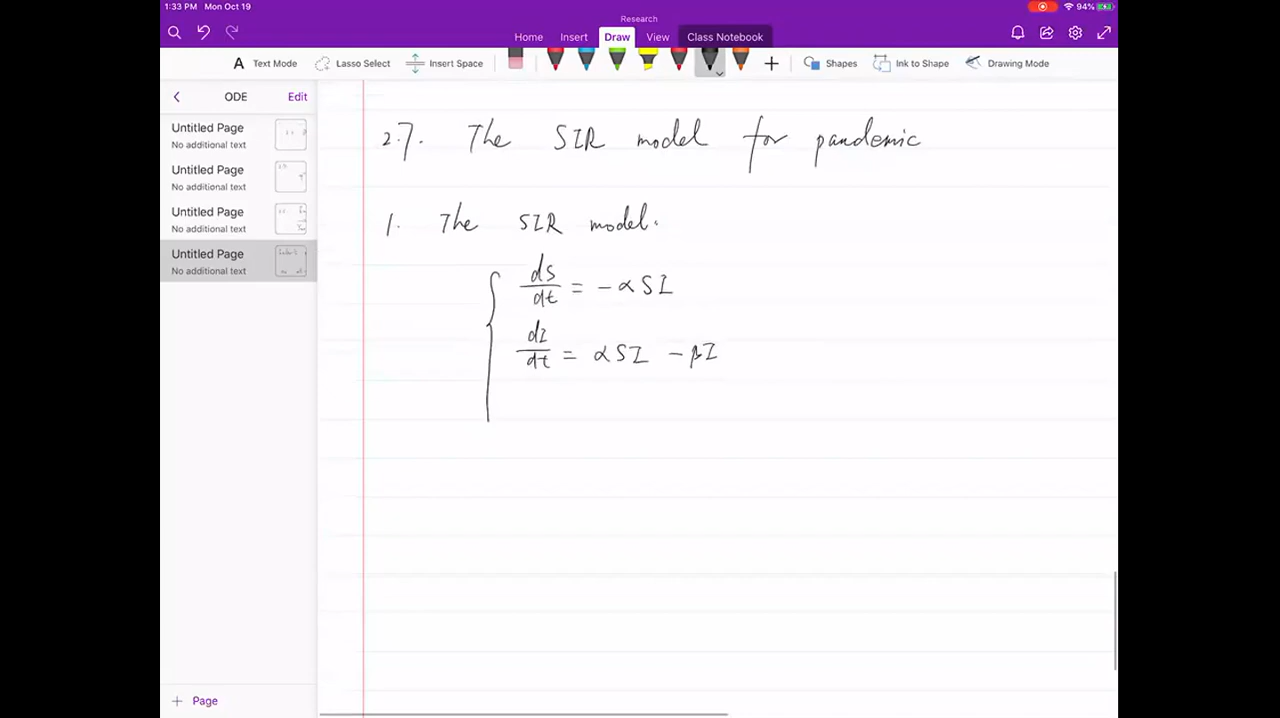 1:33 PM Mon Oct 19
94%
Research
Home Insert Draw View Class Notebook
Text Mode Lasso Select Insert Space Shapes Ink to Shape Drawing Mode
ODE Edit
Untitled Page
No additional text
Untitled Page
No additional text
Untitled Page
No additional text
Untitled Page
No additional text
Page
2.7. The SIR model for pandemic
1. The SIR model.
dS/dt = -αSI
dI/dt = αSI - βI